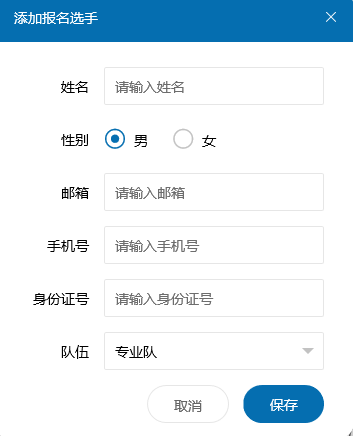 添加报名选手
姓名 请输入姓名
性别 男 女
邮箱 请输入邮箱
手机号 请输入手机号
身份证号 请输入身份证号
队伍 专业队
取消 保存